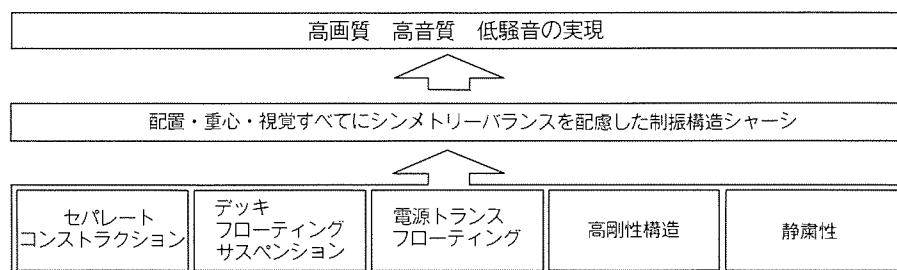 高画質 高音質 低騒音の実現
配置・重心・視覚すべてにシンメトリーバランスを配慮した制振構造シャーシ
セパレート
コンストラクション
デッキ
フローティング
サスペンション
電源トランス
フローティング
高剛性構造
静粛性